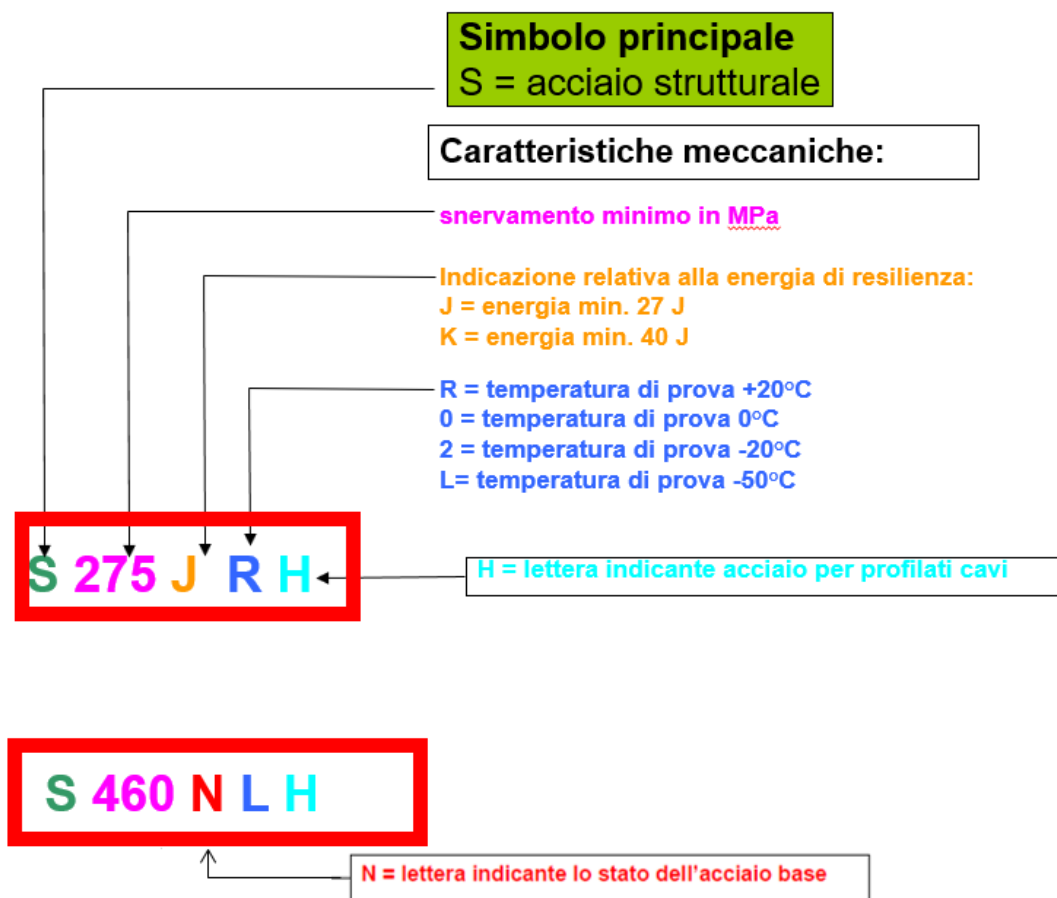 Simbolo principale
S = acciaio strutturale
Caratteristiche meccaniche:
snervamento minimo in MPa
Indicazione relativa alla energia di resilienza:
J = energia min. 27 J
K = energia min. 40 J
R = temperatura di prova +20°C
0 = temperatura di prova 0°C
2 = temperatura di prova -20°C
L= temperatura di prova -50°C
S 275 J R H
H = lettera indicante acciaio per profilati cavi
S 460 N L H
N = lettera indicante lo stato dell'acciaio base